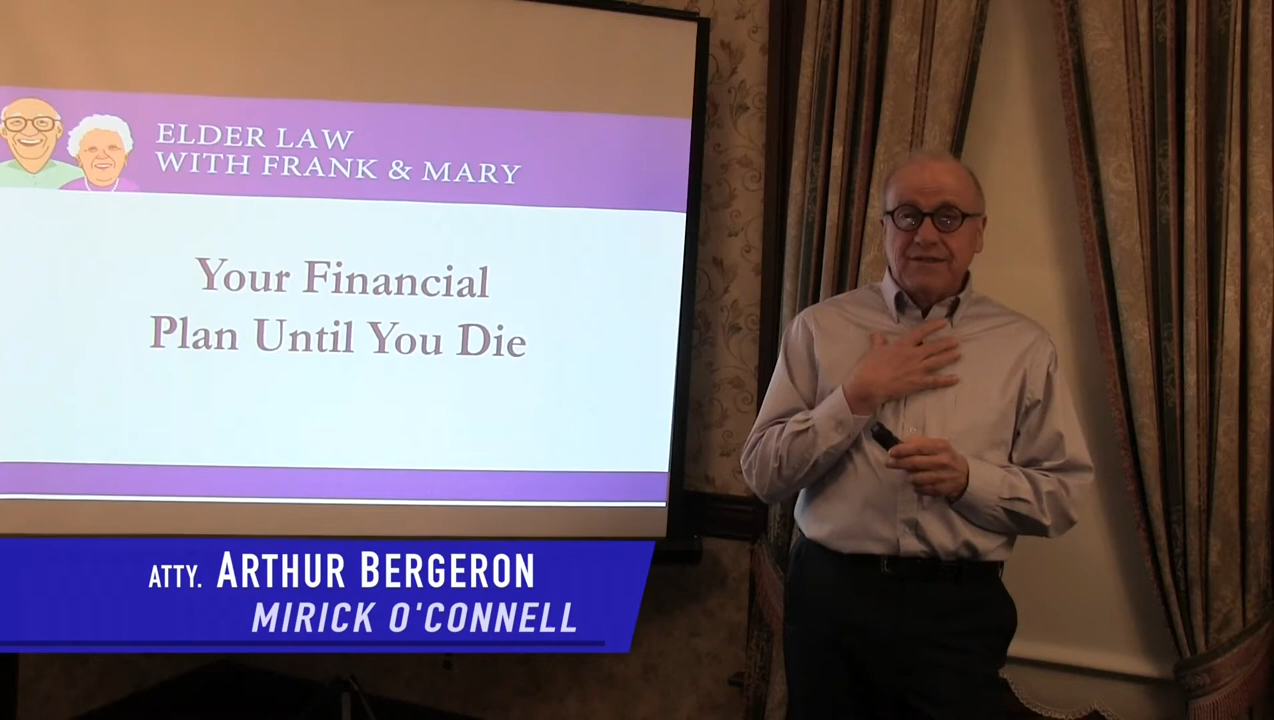 ELDER LAW
WITH FRANK & MARY
Your Financial
Plan Until You Die
ATTY. ARTHUR BERGERON
MIRICK O'CONNELL